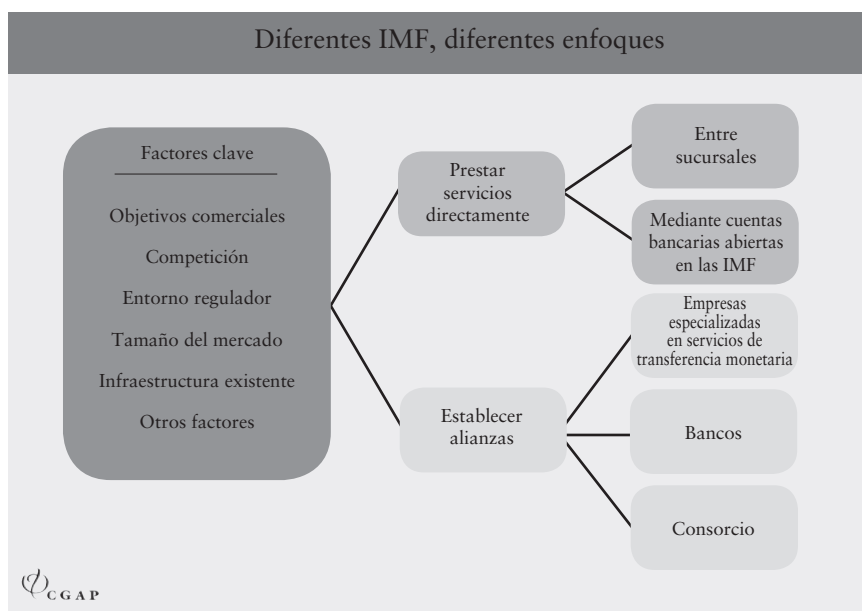 Diferentes IMF, diferentes enfoques
Factores clave
Objetivos comerciales
Competición
Entorno regulador
Tamaño del mercado
Infraestructura existente
Otros factores
Prestar
servicios
directamente
Establecer
alianzas
Entre
sucursales
Mediante cuentas
bancarias abiertas
en las IMF
Empresas
especializadas
en servicios de
transferencia monetaria
Bancos
Consorcio
CGAP